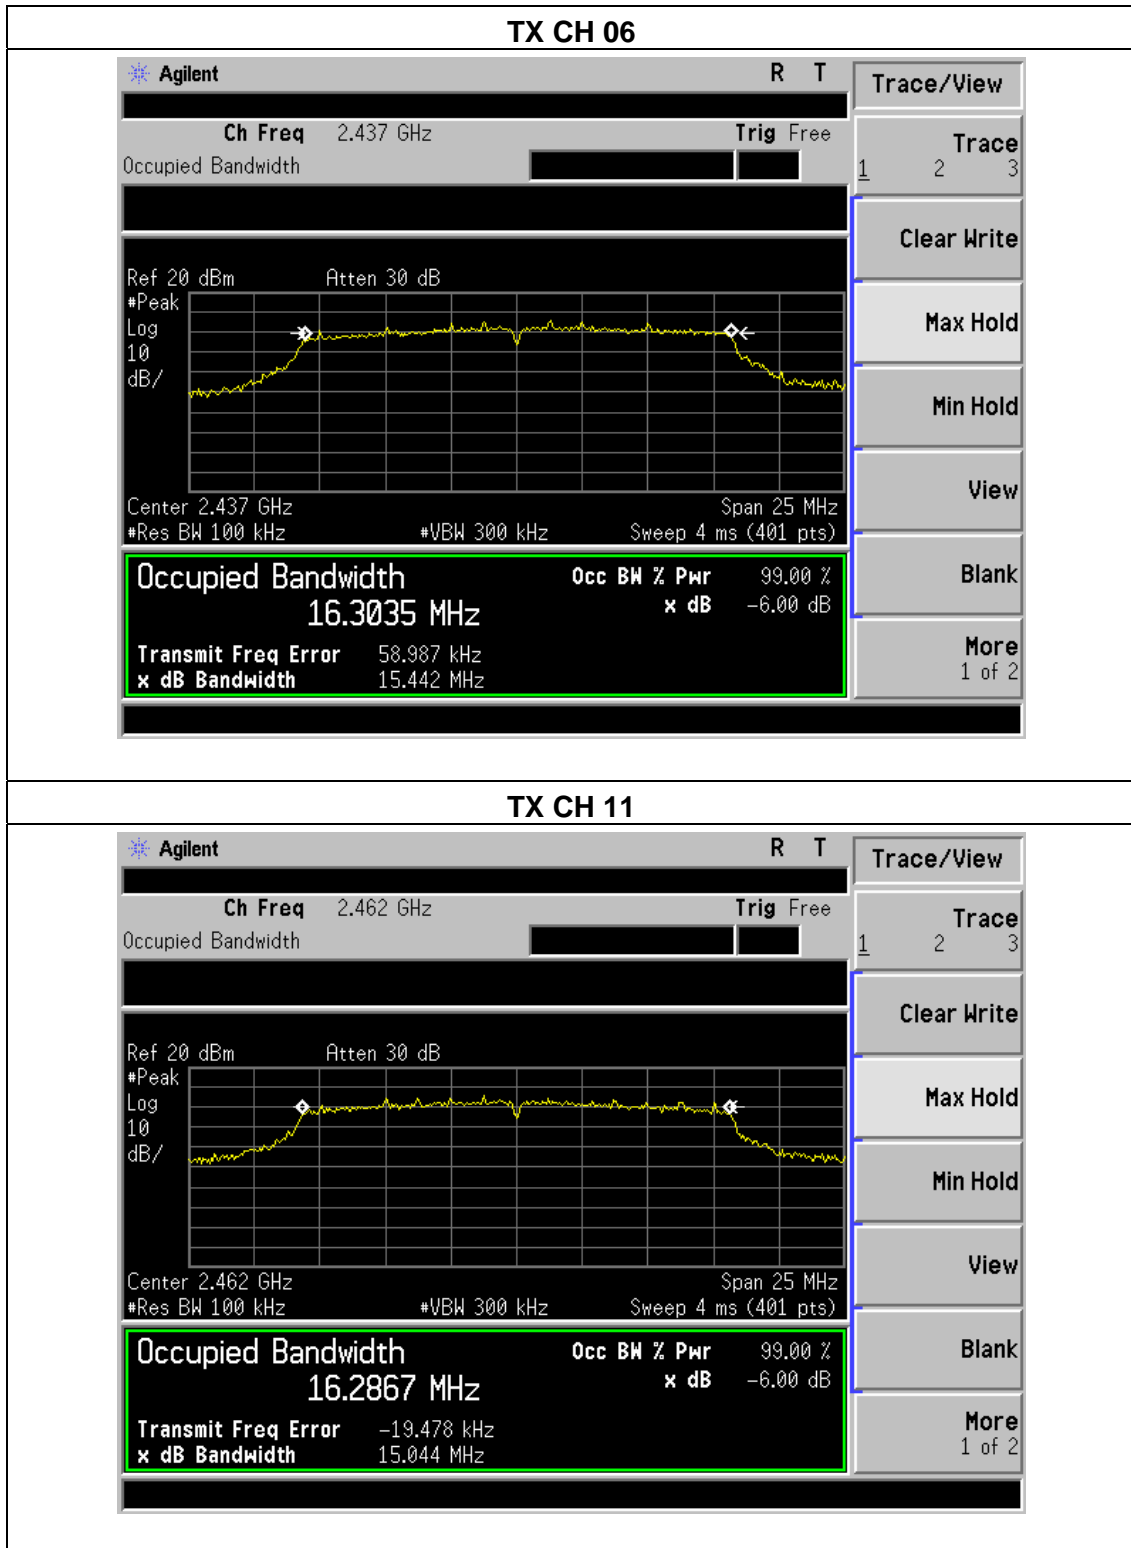 TX CH 06
Agilent R T
Trace/View
Ch Freq 2.437 GHz Trig Free
Occupied Bandwidth
Trace
1 2 3
Clear Write
Ref 20 dBm Atten 30 dB
#Peak
Log
10
dB/
Max Hold
Min Hold
View
Center 2.437 GHz Span 25 MHz
#Res BW 100 kHz #VBW 300 kHz Sweep 4 ms (401 pts)
Occupied Bandwidth Occ BW % Pwr 99.00 %
16.3035 MHz x dB -6.00 dB
Blank
Transmit Freq Error 58.987 kHz
x dB Bandwidth 15.442 MHz
More
1 of 2
TX CH 11
Agilent R T
Trace/View
Ch Freq 2.462 GHz Trig Free
Occupied Bandwidth
Trace
1 2 3
Clear Write
Ref 20 dBm Atten 30 dB
#Peak
Log
10
dB/
Max Hold
Min Hold
View
Center 2.462 GHz Span 25 MHz
#Res BW 100 kHz #VBW 300 kHz Sweep 4 ms (401 pts)
Occupied Bandwidth Occ BW % Pwr 99.00 %
16.2867 MHz x dB -6.00 dB
Blank
Transmit Freq Error -19.478 kHz
x dB Bandwidth 15.044 MHz
More
1 of 2